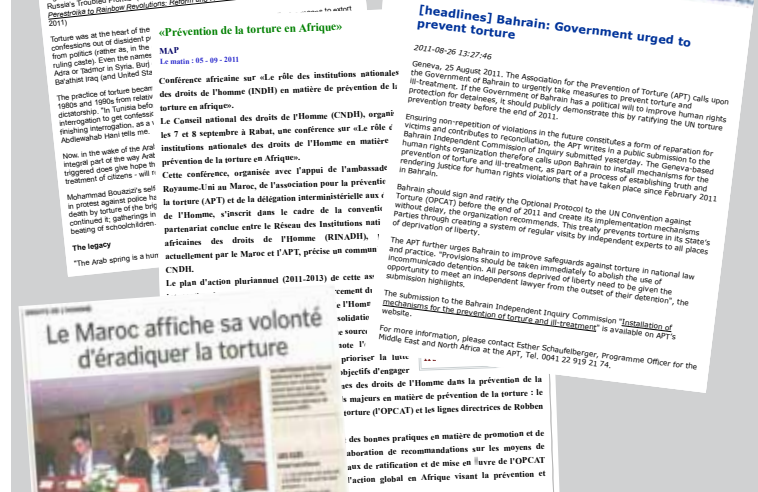 Russia's Troubled
Perestroika to Rainbow Revolutions: Reform and
2011)
Torture was at the heart of the
confessions out of dissident p
from politics (rather as, in the
ruling caste). Even the names
Adra or Tadmor in Syria, Burj
Ba'athist Iraq (and United Sta
The practice of torture becam
1980s and 1990s from relativ
dictatorship. "In Tunisia befo
interrogation to get confessio
finishing interrogation, as a v
Abdlewahab Hani tells me.
Now, in the wake of the Arab
integral part of the way Arab
triggered does give hope th
treatment of citizens - will n
Mohammad Bouazizi's self
in protest against police ha
death by torture of the brig
continued it; gatherings in
beating of schoolchildren.
The legacy
"The Arab spring is a hum
«Prévention de la torture en Afrique»
MAP
Le matin : 05 - 09 - 2011
Conférence africaine sur «Le rôle des institutions nationales
des droits de l'homme (INDH) en matière de prévention de la
torture en afrique».
Le Conseil national des droits de l'Homme (CNDH), organi
les 7 et 8 septembre à Rabat, une conférence sur «Le rôle d
institutions nationales des droits de l'Homme en matière
prévention de la torture en Afrique».
Cette conférence, organisée avec l'appui de l'ambassade
Royaume-Uni au Maroc, de l'association pour la préventio
la torture (APT) et de la délégation interministérielle aux d
de l'Homme, s'inscrit dans le cadre de la conventio
partenariat conclue entre le Réseau des Institutions nati
africaines des droits de l'Homme (RINADH),
actuellement par le Maroc et l'APT, précise un commun
CNDH.
Le plan d'action pluriannuel (2011-2013) de cette ass
rcement du
e l'Homm
solidatio
e source
note l'
prioriser la lutte
objectifs d'engager
nes des droits de l'Homme dans la prévention de la
ls majeurs en matière de prévention de la torture : le
torture (l'OPCAT) et les lignes directrices de Robben
des bonnes pratiques en matière de promotion et de
aboration de recommandations sur les moyens de
aux de ratification et de mise en œuvre de l'OPCAT
l'action global en Afrique visant la prévention et
[headlines] Bahrain: Government urged to
prevent torture
2011-08-26 13:27:46
Geneva, 25 August 2011. The Association for the Prevention of Torture (APT) calls upon
the Government of Bahrain to urgently take measures to prevent torture and
ill-treatment. If the Government of Bahrain has a political will to improve human rights
protection for detainees, it should publicly demonstrate this by ratifying the UN torture
prevention treaty before the end of 2011.
Ensuring non-repetition of violations in the future constitutes a form of reparation for
victims and contributes to reconciliation, the APT writes in a public submission to the
Bahrain Independent Commission of Inquiry submitted yesterday. The Geneva-based
human rights organization therefore calls upon Bahrain to install mechanisms for the
prevention of torture and ill-treatment, as part of a process of establishing truth and
rendering justice for human rights violations that have taken place since February 2011
in Bahrain.
Bahrain should sign and ratify the Optional Protocol to the UN Convention against
Torture (OPCAT) before the end of 2011 and create its implementation mechanisms
without delay, the organization recommends. This treaty prevents torture in its State's
Parties through creating a system of regular visits by independent experts to all places
of deprivation of liberty.
The APT further urges Bahrain to improve safeguards against torture in national law
and practice. "Provisions should be taken immediately to abolish the use of
incommunicado detention. All persons deprived of liberty need to be given the
opportunity to meet an independent lawyer from the outset of their detention", the
submission highlights.
The submission to the Bahrain Independent Inquiry Commission "Installation of
mechanisms for the prevention of torture and ill-treatment" is available on APT's
website.
For more information, please contact Esther Schaufelberger, Programme Officer for the
Middle East and North Africa at the APT, Tel. 0041 22 919 21 74.
DROITS DE L'HOMME
Le Maroc affiche sa volonté
d'éradiquer la torture